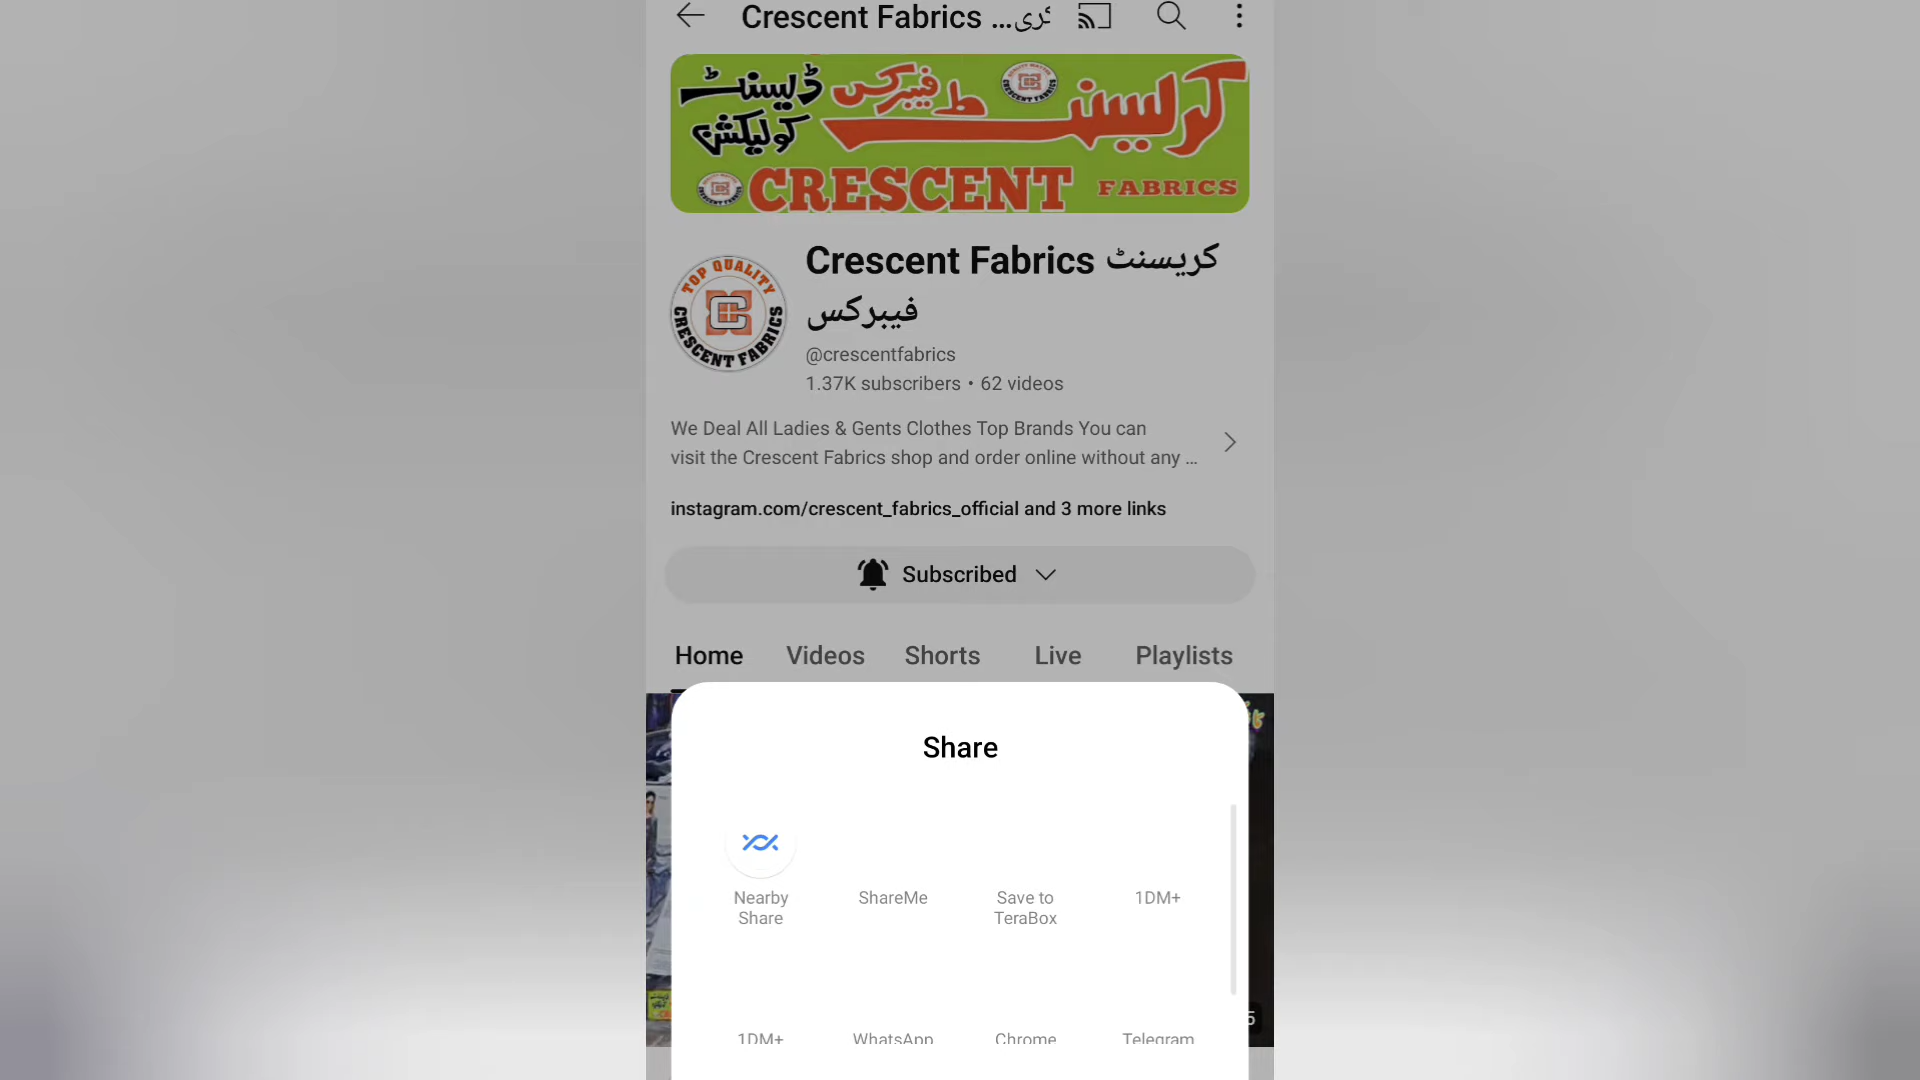 Crescent Fabrics ...کری
ڈیسنٹ فیبرکس کرلیسنٹ
کولیکشن
CRESCENT FABRICS
TOP QUALITY
CRESCENT FABRICS
Crescent Fabrics کریسنٹ
فیبرکس
@crescentfabrics
1.37K subscribers • 62 videos
We Deal All Ladies & Gents Clothes Top Brands You can
visit the Crescent Fabrics shop and order online without any ...
instagram.com/crescent_fabrics_official and 3 more links
Subscribed
Home Videos Shorts Live Playlists
Share
Nearby ShareMe Save to 1DM+
Share TeraBox
1DM+ WhatsApp Chrome Telegram